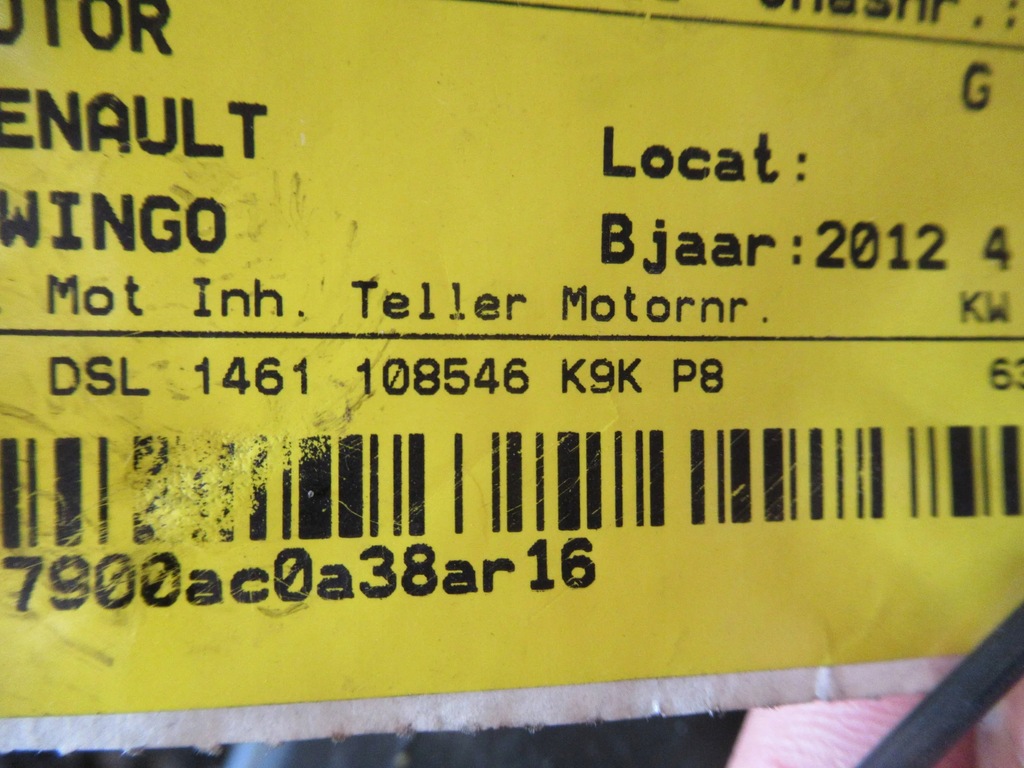 Chasnr.:
OTOR
G
ENAULT
Locat:
WINGO
Bjaar:2012 4
. Mot Inh. Teller Motornr. KW
DSL 1461 108546 K9K P8 63
7900ac0a38ar16